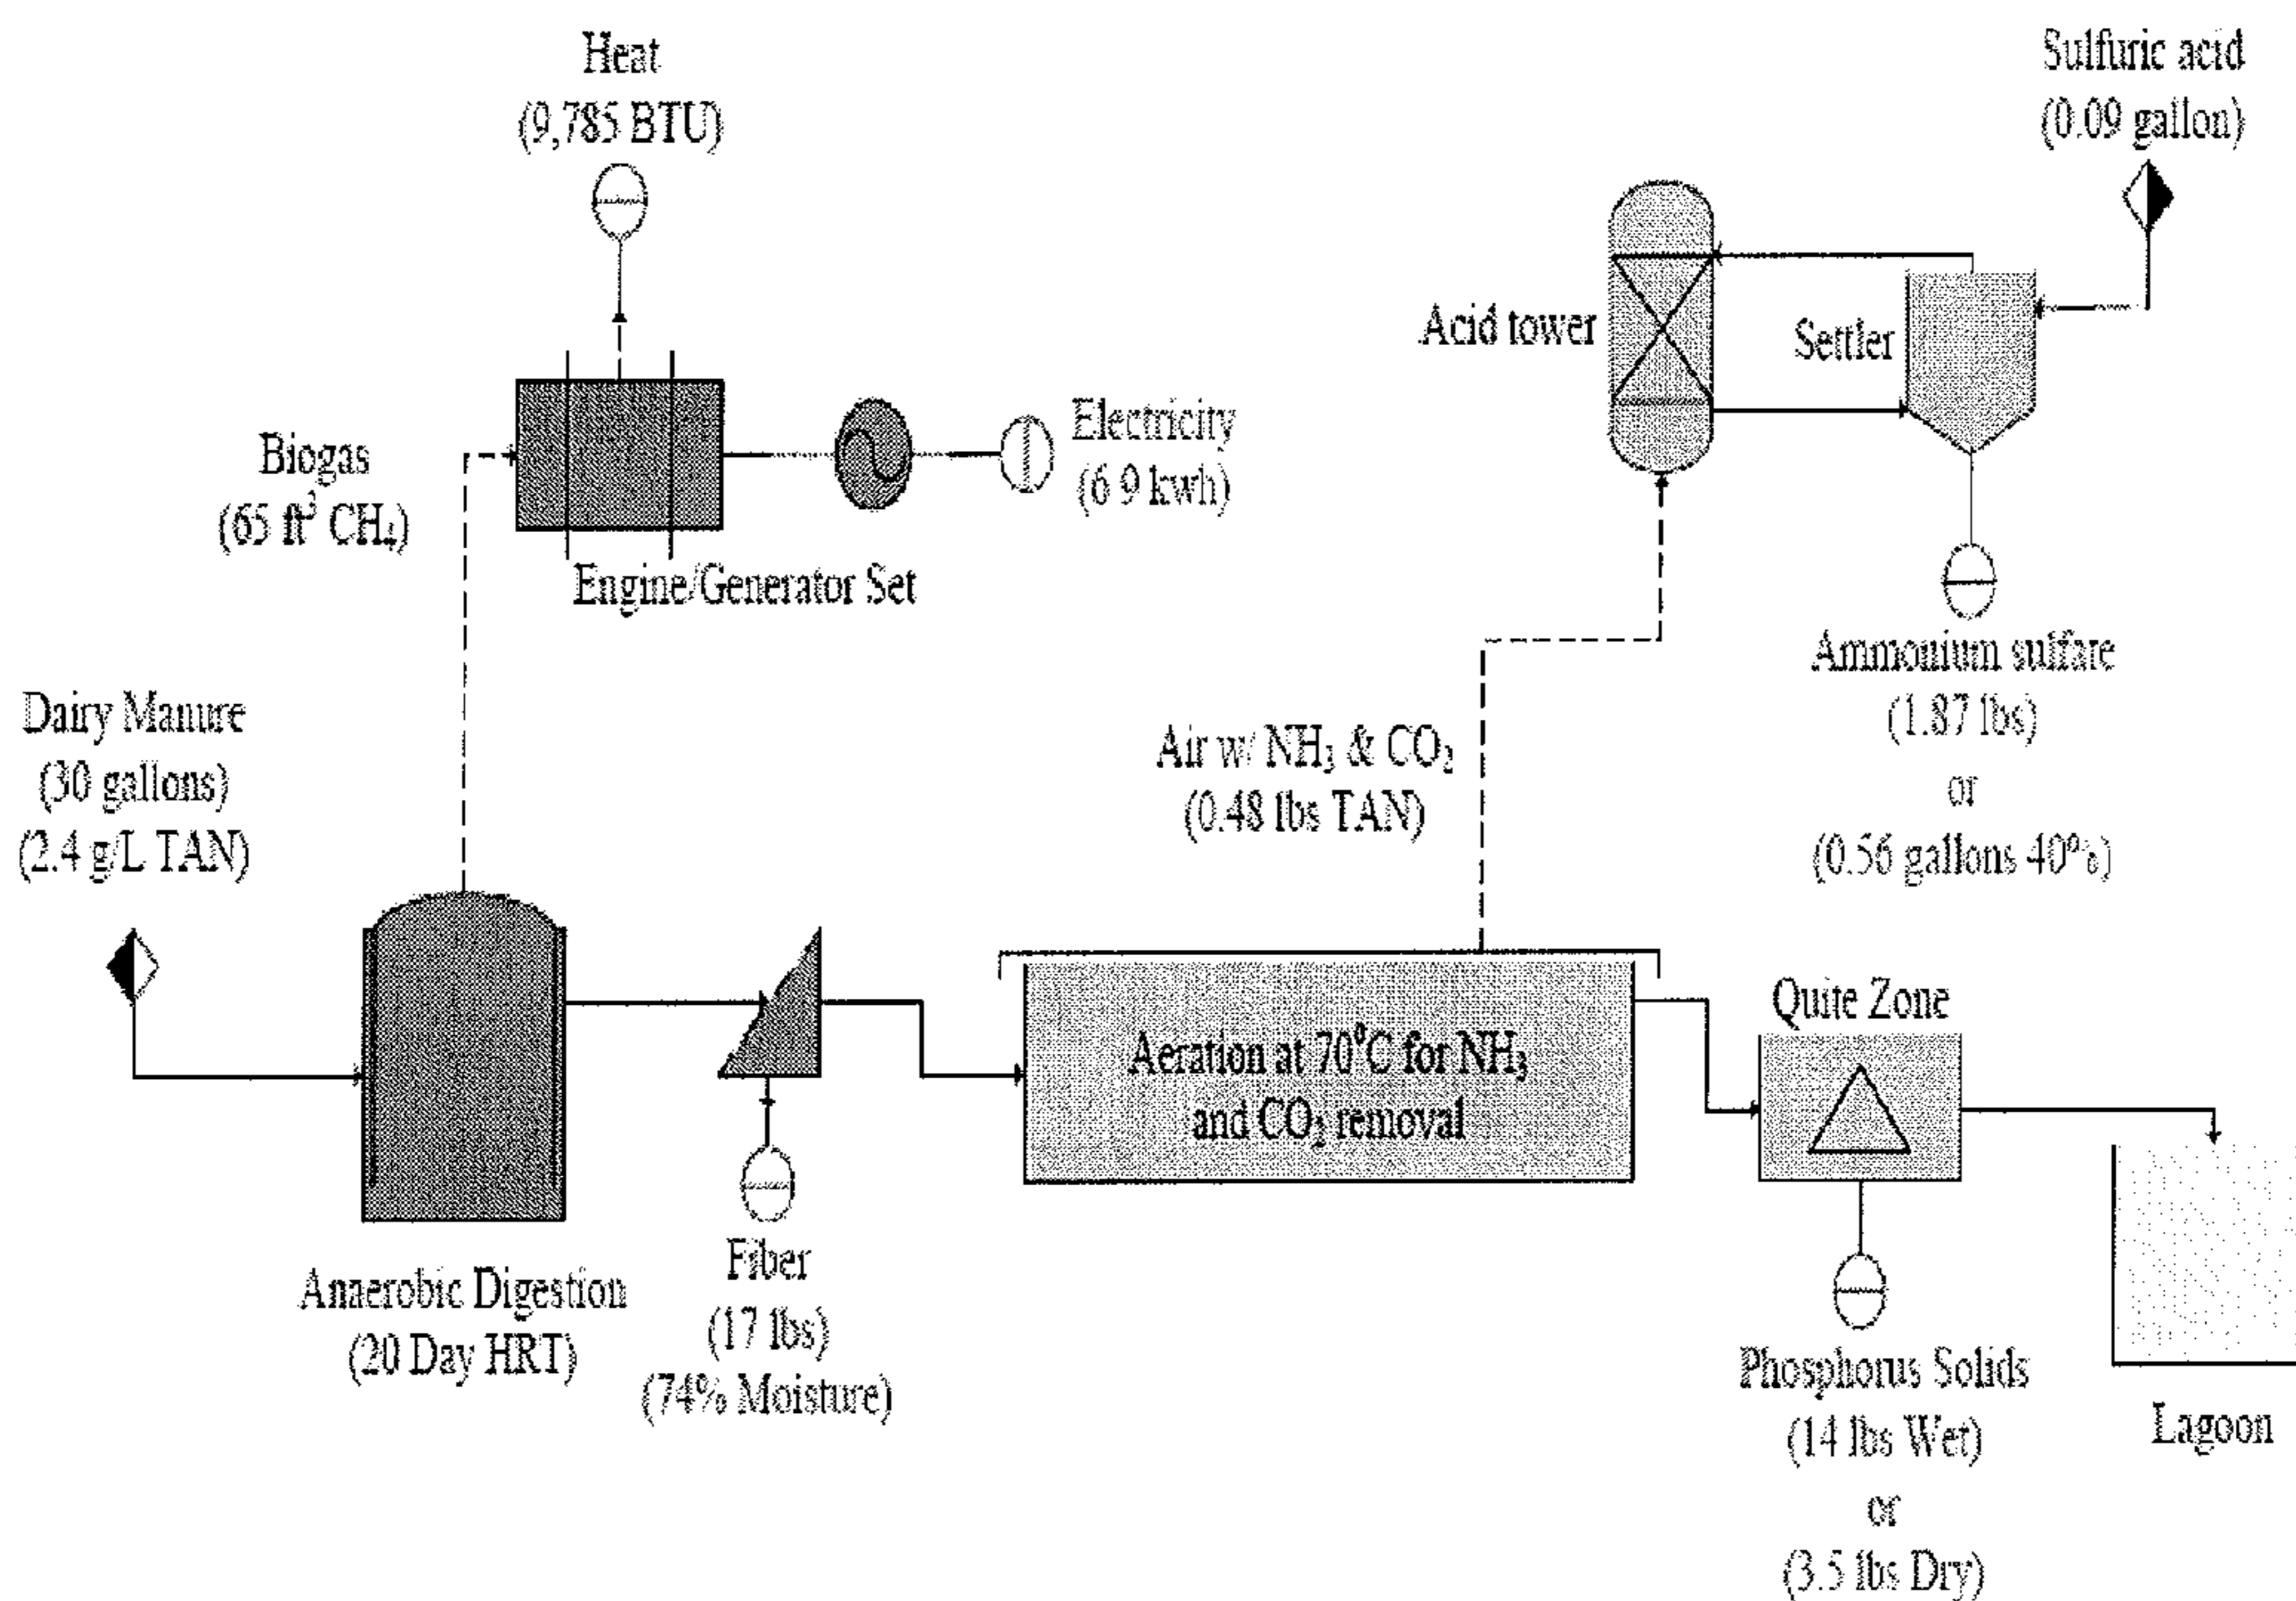 Heat
(9,785 BTU)
Sulfuric acid
(0.09 gallon)
Acid tower
Settler
Biogas
(65 ft³ CH₄)
Electricity
(6 9 kwh)
Engine/Generator Set
Ammonium sulfate
(1.87 lbs)
or
(0.56 gallons 40%)
Dairy Manure
(30 gallons)
(2.4 g/L TAN)
Air w/ NH₃ & CO₂
(0.48 lbs TAN)
Quite Zone
Aeration at 70⁰C for NH₃
and CO₂ removal
Anaerobic Digestion
(20 Day HRT)
Fiber
(17 lbs)
(74% Moisture)
Phosphorus Solids
(14 lbs Wet)
or
(3.5 lbs Dry)
Lagoon